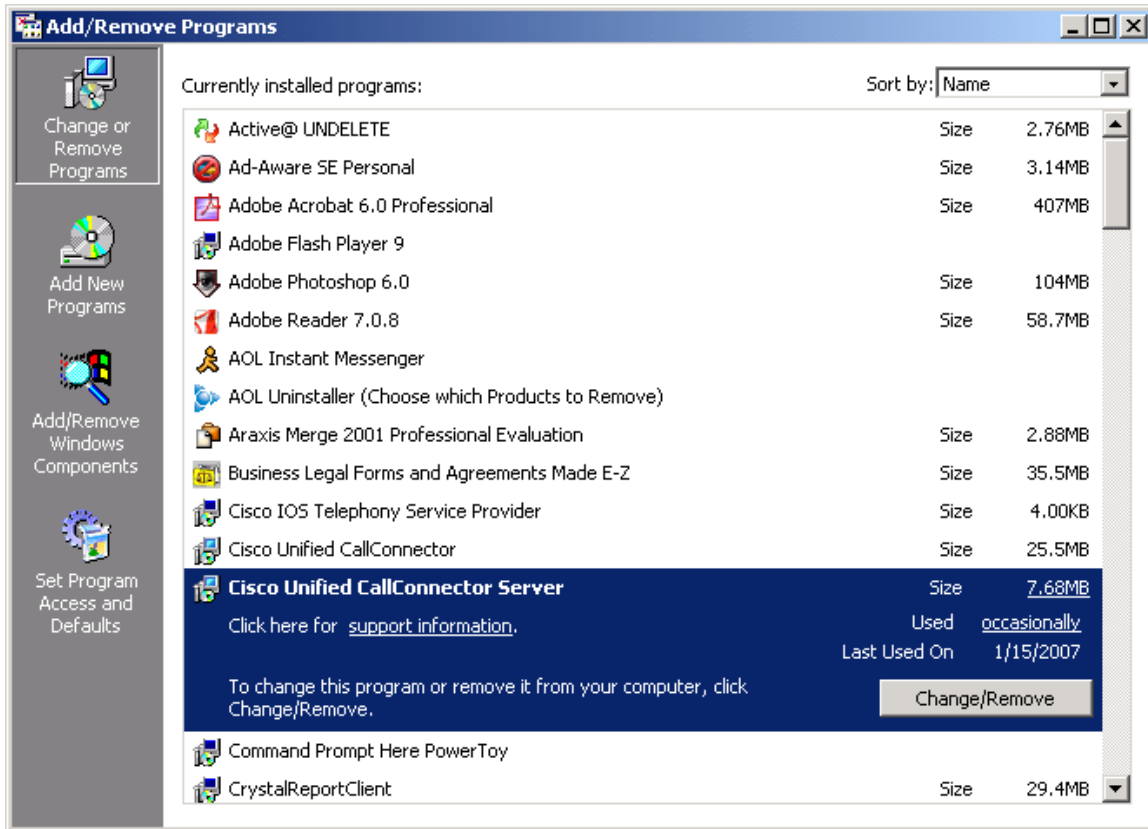 Add/Remove Programs
Change or
Remove
Programs
Add New
Programs
Add/Remove
Windows
Components
Set Program
Access and
Defaults
Currently installed programs:
Sort by: Name
Active@ UNDELETE Size 2.76MB
Ad-Aware SE Personal Size 3.14MB
Adobe Acrobat 6.0 Professional Size 407MB
Adobe Flash Player 9
Adobe Photoshop 6.0 Size 104MB
Adobe Reader 7.0.8 Size 58.7MB
AOL Instant Messenger
AOL Uninstaller (Choose which Products to Remove)
Araxis Merge 2001 Professional Evaluation Size 2.88MB
Business Legal Forms and Agreements Made E-Z Size 35.5MB
Cisco IOS Telephony Service Provider Size 4.00KB
Cisco Unified CallConnector Size 25.5MB
Cisco Unified CallConnector Server Size 7.68MB
Click here for support information. Used occasionally
Last Used On 1/15/2007
To change this program or remove it from your computer, click
Change/Remove.
Change/Remove
Command Prompt Here PowerToy
CrystalReportClient Size 29.4MB